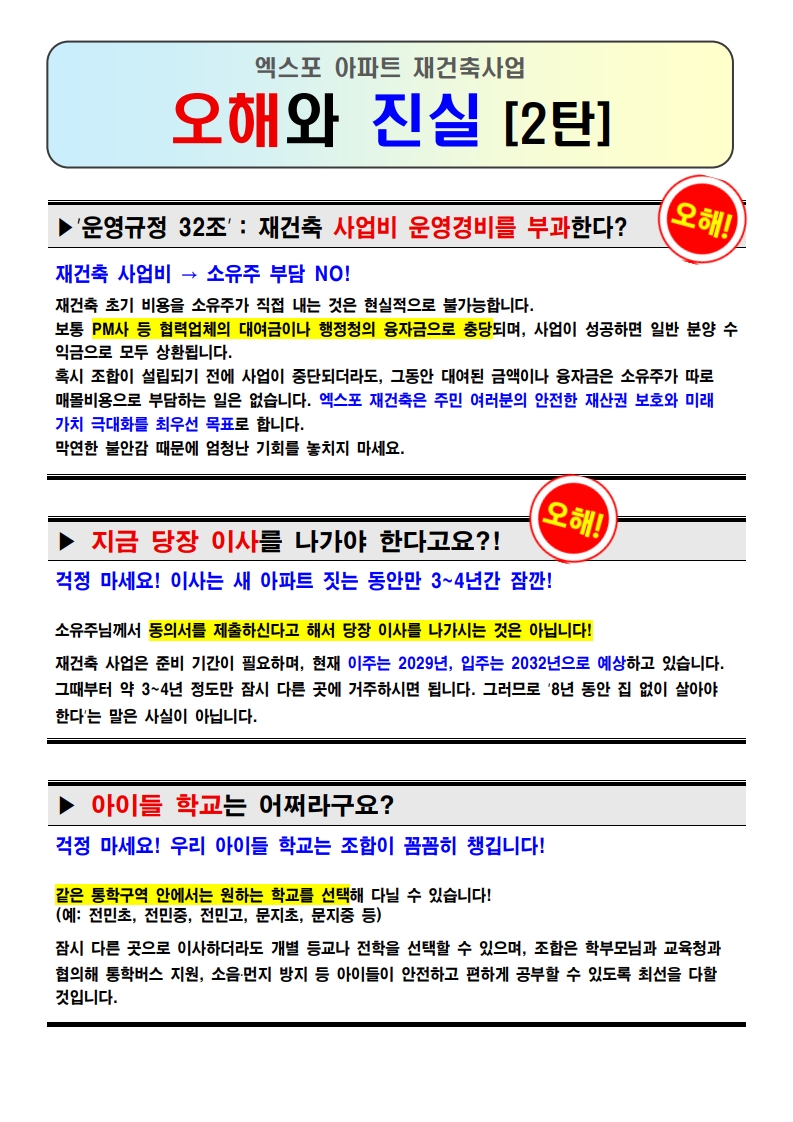 엑스포 아파트 재건축사업
오해와 진실 [2탄]
▶'운영규정 32조' : 재건축 사업비 운영경비를 부과한다?
오해!
재건축 사업비 → 소유주 부담 NO!
재건축 초기 비용을 소유주가 직접 내는 것은 현실적으로 불가능합니다.
보통 PM사 등 협력업체의 대여금이나 행정청의 융자금으로 충당되며, 사업이 성공하면 일반 분양 수
익금으로 모두 상환됩니다.
혹시 조합이 설립되기 전에 사업이 중단되더라도, 그동안 대여된 금액이나 융자금은 소유주가 따로
매몰비용으로 부담하는 일은 없습니다. 엑스포 재건축은 주민 여러분의 안전한 재산권 보호와 미래
가치 극대화를 최우선 목표로 합니다.
막연한 불안감 때문에 엄청난 기회를 놓치지 마세요.
오해!
▶ 지금 당장 이사를 나가야 한다고요?!
걱정 마세요! 이사는 새 아파트 짓는 동안만 3~4년간 잠깐!
소유주님께서 동의서를 제출하신다고 해서 당장 이사를 나가시는 것은 아닙니다!
재건축 사업은 준비 기간이 필요하며, 현재 이주는 2029년, 입주는 2032년으로 예상하고 있습니다.
그때부터 약 3~4년 정도만 잠시 다른 곳에 거주하시면 됩니다. 그러므로 '8년 동안 집 없이 살아야
한다'는 말은 사실이 아닙니다.
▶ 아이들 학교는 어쩌라구요?
걱정 마세요! 우리 아이들 학교는 조합이 꼼꼼히 챙깁니다!
같은 통학구역 안에서는 원하는 학교를 선택해 다닐 수 있습니다!
(예: 전민초, 전민중, 전민고, 문지초, 문지중 등)
잠시 다른 곳으로 이사하더라도 개별 등교나 전학을 선택할 수 있으며, 조합은 학부모님과 교육청과
협의해 통학버스 지원, 소음·먼지 방지 등 아이들이 안전하고 편하게 공부할 수 있도록 최선을 다할
것입니다.